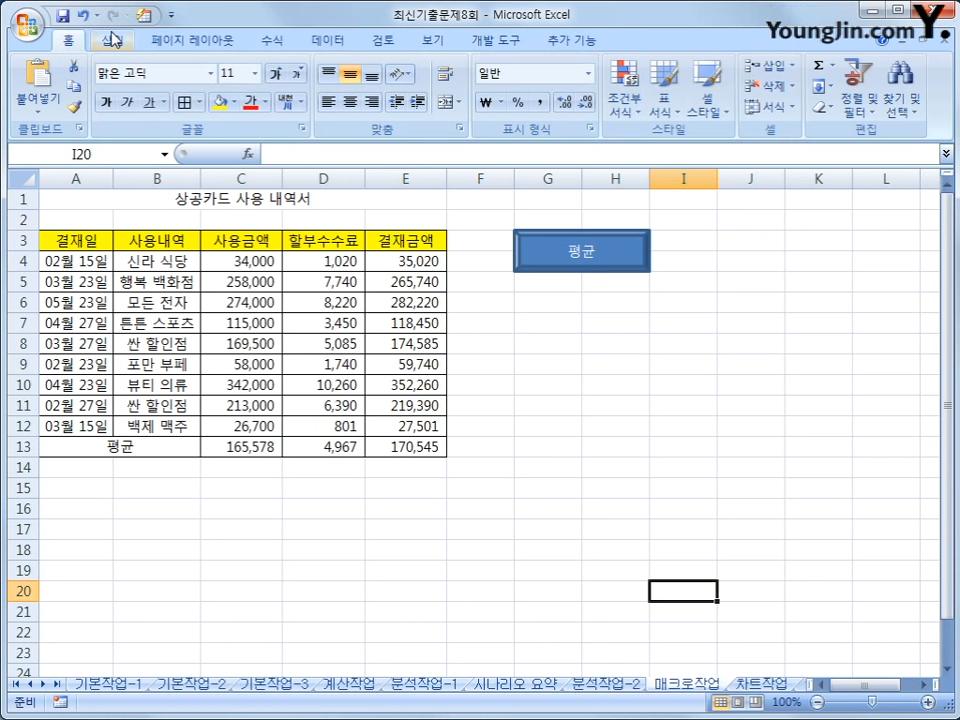 최신기출문제8회 - Microsoft Excel
YoungJin.com Y.
홈 삽입 페이지 레이아웃 수식 데이터 검토 보기 개발 도구 추가 기능
붙여넣기 맑은 고딕 11 가 가 가 가 가 가 내천 일반 ₩ % , 조건부 서식 표 서식 셀 스타일 삽입 삭제 서식 Σ 정렬 및 필터 찾기 및 선택
클립보드 글꼴 맞춤 표시 형식 스타일 셀 편집
I20 fx
A B C D E F G H I J K L
1 상공카드 사용 내역서
2
3 결재일 사용내역 사용금액 할부수수료 결재금액 평균
4 02월 15일 신라 식당 34,000 1,020 35,020
5 03월 23일 행복 백화점 258,000 7,740 265,740
6 05월 23일 모든 전자 274,000 8,220 282,220
7 04월 27일 튼튼 스포츠 115,000 3,450 118,450
8 03월 27일 싼 할인점 169,500 5,085 174,585
9 02월 23일 포만 부페 58,000 1,740 59,740
10 04월 23일 뷰티 의류 342,000 10,260 352,260
11 02월 27일 싼 할인점 213,000 6,390 219,390
12 03월 15일 백제 맥주 26,700 801 27,501
13 평균 165,578 4,967 170,545
14
15
16
17
18
19
20
21
22
23
24
기본작업-1 기본작업-2 기본작업-3 계산작업 분석작업-1 시나리오 요약 분석작업-2 매크로작업 차트작업
준비 100%